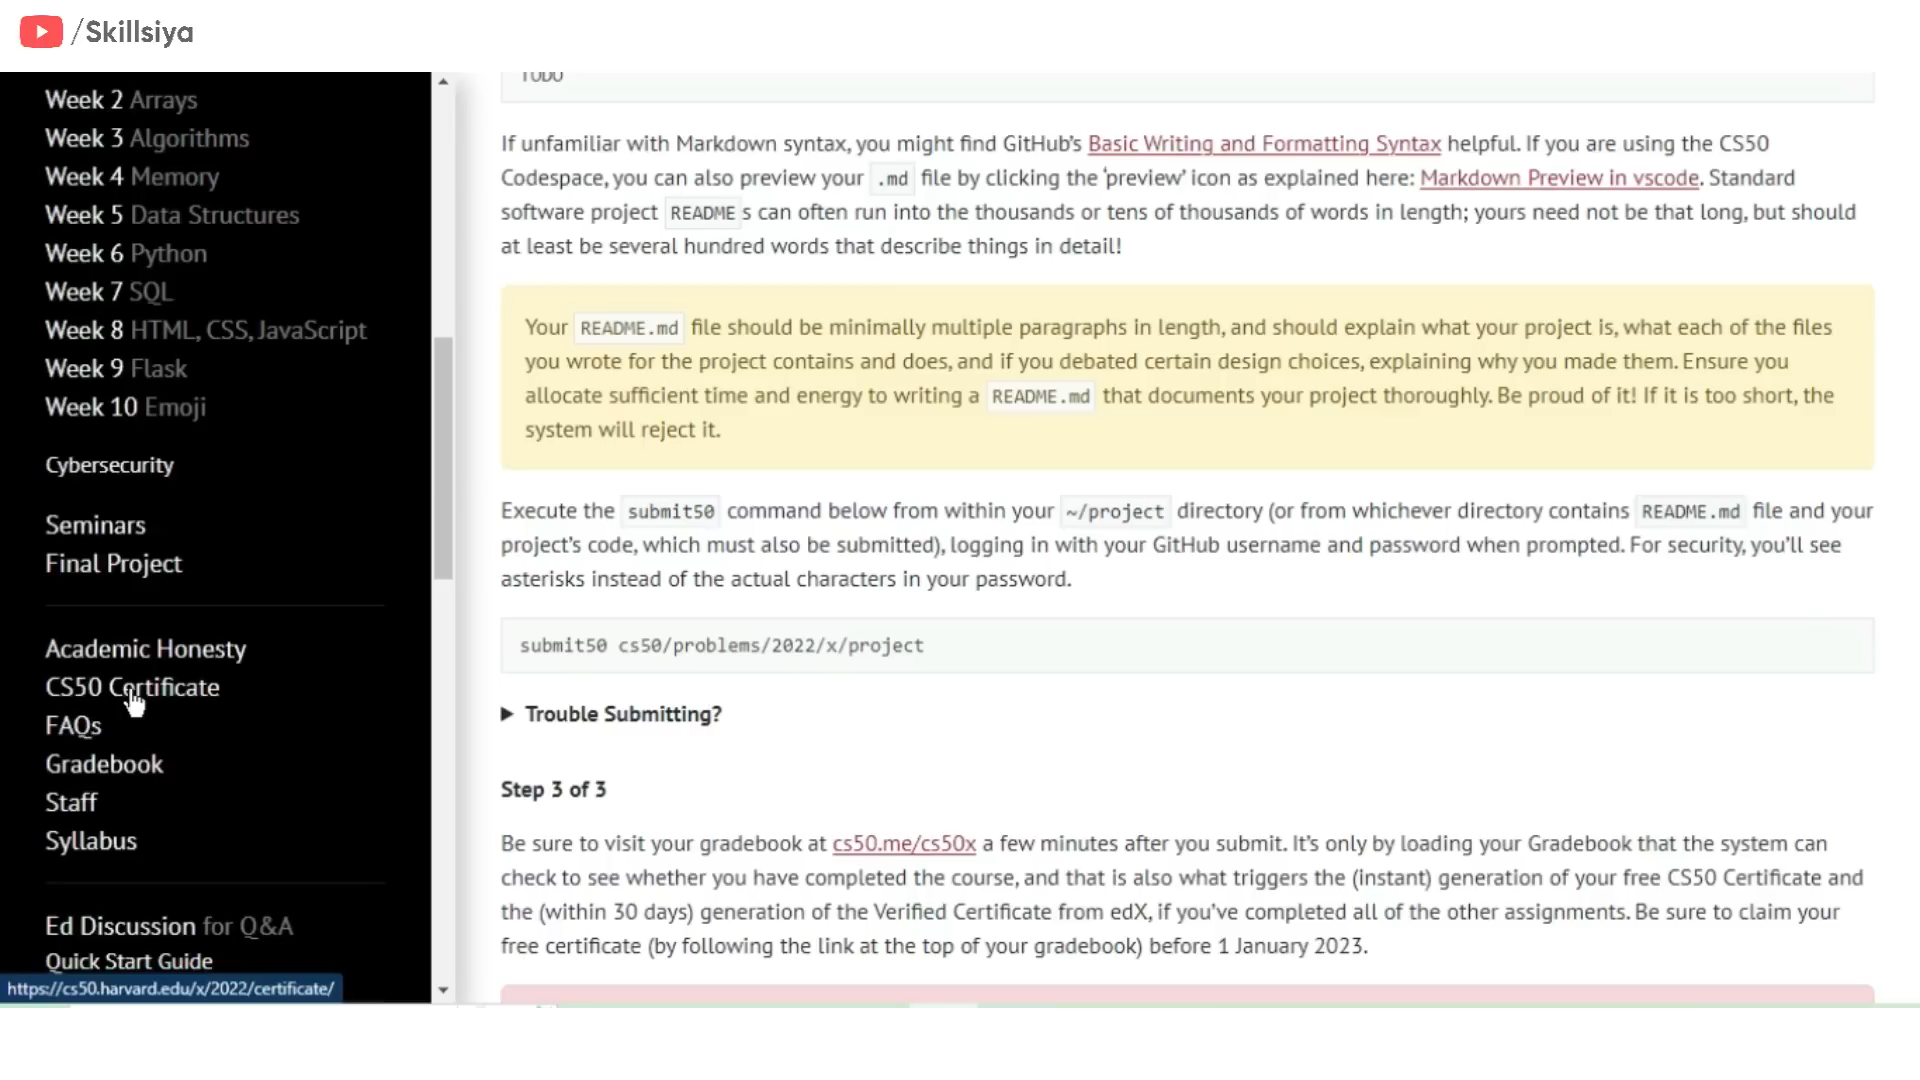 /Skillsiya
Week 2 Arrays
Week 3 Algorithms
Week 4 Memory
Week 5 Data Structures
Week 6 Python
Week 7 SQL
Week 8 HTML, CSS, JavaScript
Week 9 Flask
Week 10 Emoji
Cybersecurity
Seminars
Final Project
Academic Honesty
CS50 Certificate
FAQs
Gradebook
Staff
Syllabus
Ed Discussion for Q&A
Quick Start Guide
https://cs50.harvard.edu/x/2022/certificate/
TODO
If unfamiliar with Markdown syntax, you might find GitHub’s Basic Writing and Formatting Syntax helpful. If you are using the CS50
Codespace, you can also preview your .md file by clicking the ‘preview’ icon as explained here: Markdown Preview in vscode. Standard
software project README s can often run into the thousands or tens of thousands of words in length; yours need not be that long, but should
at least be several hundred words that describe things in detail!
Your README.md file should be minimally multiple paragraphs in length, and should explain what your project is, what each of the files
you wrote for the project contains and does, and if you debated certain design choices, explaining why you made them. Ensure you
allocate sufficient time and energy to writing a README.md that documents your project thoroughly. Be proud of it! If it is too short, the
system will reject it.
Execute the submit50 command below from within your ~/project directory (or from whichever directory contains README.md file and your
project’s code, which must also be submitted), logging in with your GitHub username and password when prompted. For security, you’ll see
asterisks instead of the actual characters in your password.
submit50 cs50/problems/2022/x/project
Trouble Submitting?
Step 3 of 3
Be sure to visit your gradebook at cs50.me/cs50x a few minutes after you submit. It’s only by loading your Gradebook that the system can
check to see whether you have completed the course, and that is also what triggers the (instant) generation of your free CS50 Certificate and
the (within 30 days) generation of the Verified Certificate from edX, if you’ve completed all of the other assignments. Be sure to claim your
free certificate (by following the link at the top of your gradebook) before 1 January 2023.